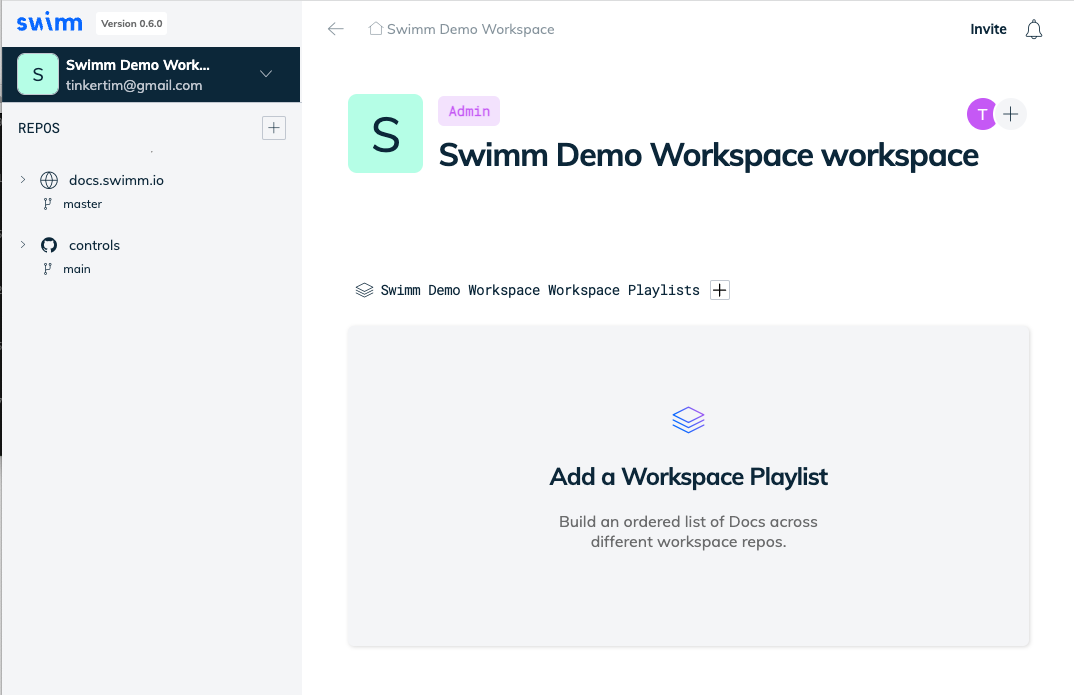 swimm
Version 0.6.0
S
Swimm Demo Work...
tinkertim@gmail.com
REPOS
docs.swimm.io
master
controls
main
Swimm Demo Workspace
Invite
S
Admin
T
Swimm Demo Workspace workspace
Swimm Demo Workspace Workspace Playlists
Add a Workspace Playlist
Build an ordered list of Docs across
different workspace repos.